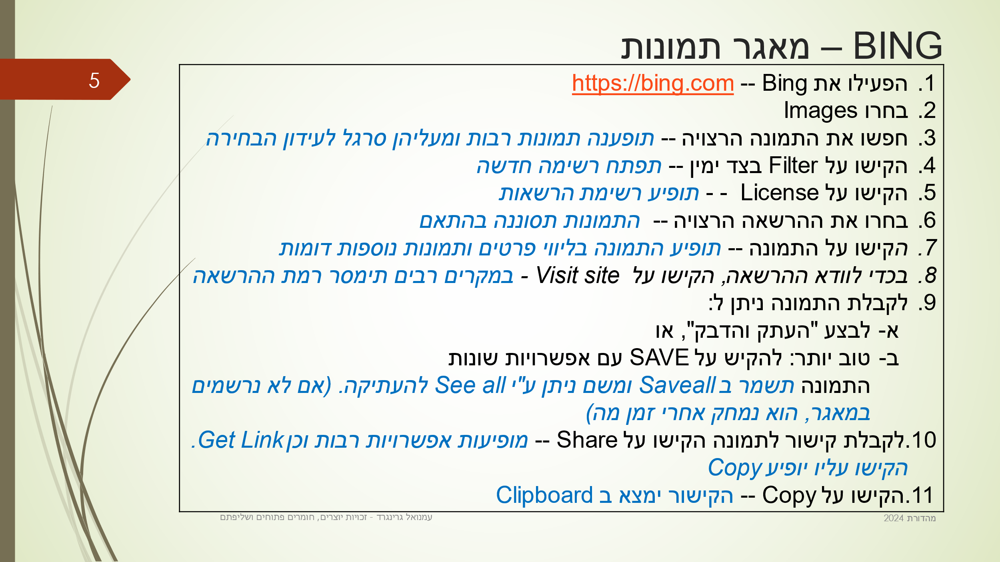 BING – מאגר תמונות
5
1. הפעילו את Bing -- https://bing.com
2. בחרו Images
3. חפשו את התמונה הרצויה -- תופענה תמונות רבות ומעליהן סרגל לעידון הבחירה
4. הקישו על Filter בצד ימין -- תפתח רשימה חדשה
5. הקישו על License - - תופיע רשימת הרשאות
6. בחרו את ההרשאה הרצויה -- התמונות תסוננה בהתאם
7. הקישו על התמונה -- תופיע התמונה בליווי פרטים ותמונות נוספות דומות
8. בכדי לוודא ההרשאה, הקישו על Visit site - במקרים רבים תימסר רמת ההרשאה
9. לקבלת התמונה ניתן ל:
א- לבצע "העתק והדבק", או
ב- טוב יותר: להקיש על SAVE עם אפשרויות שונות
התמונה תשמר ב Saveall ומשם ניתן ע"י See all להעתיקה. (אם לא נרשמים
במאגר, הוא נמחק אחרי זמן מה)
10.לקבלת קישור לתמונה הקישו על Share -- מופיעות אפשרויות רבות וכן Get Link.
הקישו עליו יופיע Copy
11.הקישו על Copy -- הקישור ימצא ב Clipboard
מהדורת 2024
עמנואל גרינגרד - זכויות יוצרים, חומרים פתוחים ושליפתם